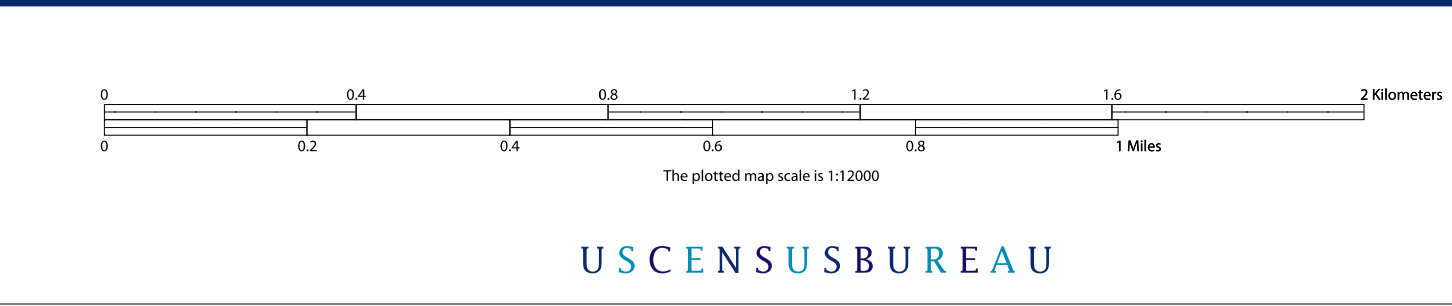 0 0.4 0.8 1.2 1.6 2 Kilometers
0 0.2 0.4 0.6 0.8 1 Miles
The plotted map scale is 1:12000
USCENSUSBUREAU